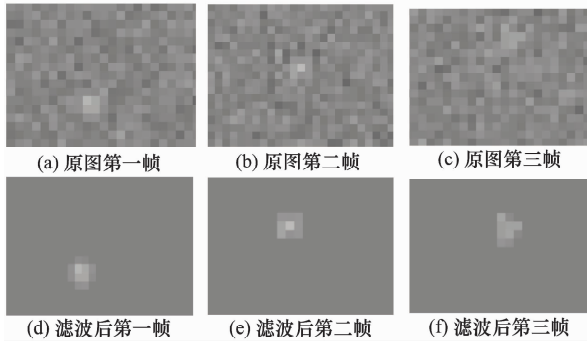 (a) 原图第一帧
(b) 原图第二帧
(c) 原图第三帧
(d) 滤波后第一帧
(e) 滤波后第二帧
(f) 滤波后第三帧